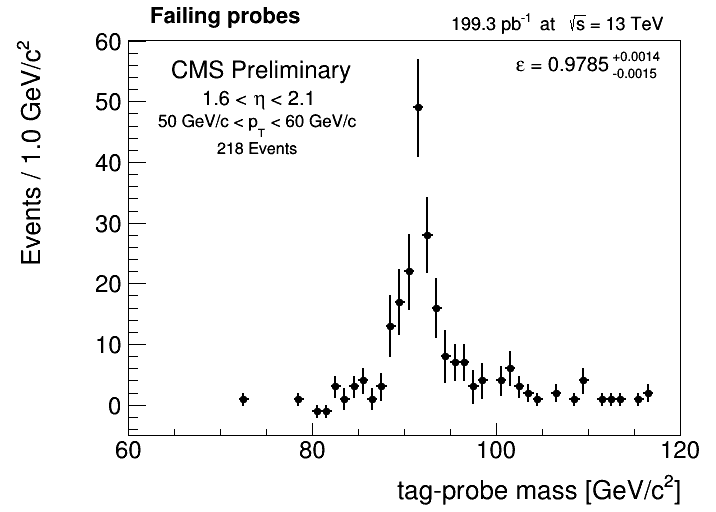 Failing probes
199.3 pb⁻¹ at √s = 13 TeV
CMS Preliminary
ε = 0.9785 +0.0014 -0.0015
1.6 < η < 2.1
50 GeV/c < p_T < 60 GeV/c
218 Events
Events / 1.0 GeV/c²
60
50
40
30
20
10
0
60 80 100 120
tag-probe mass [GeV/c²]